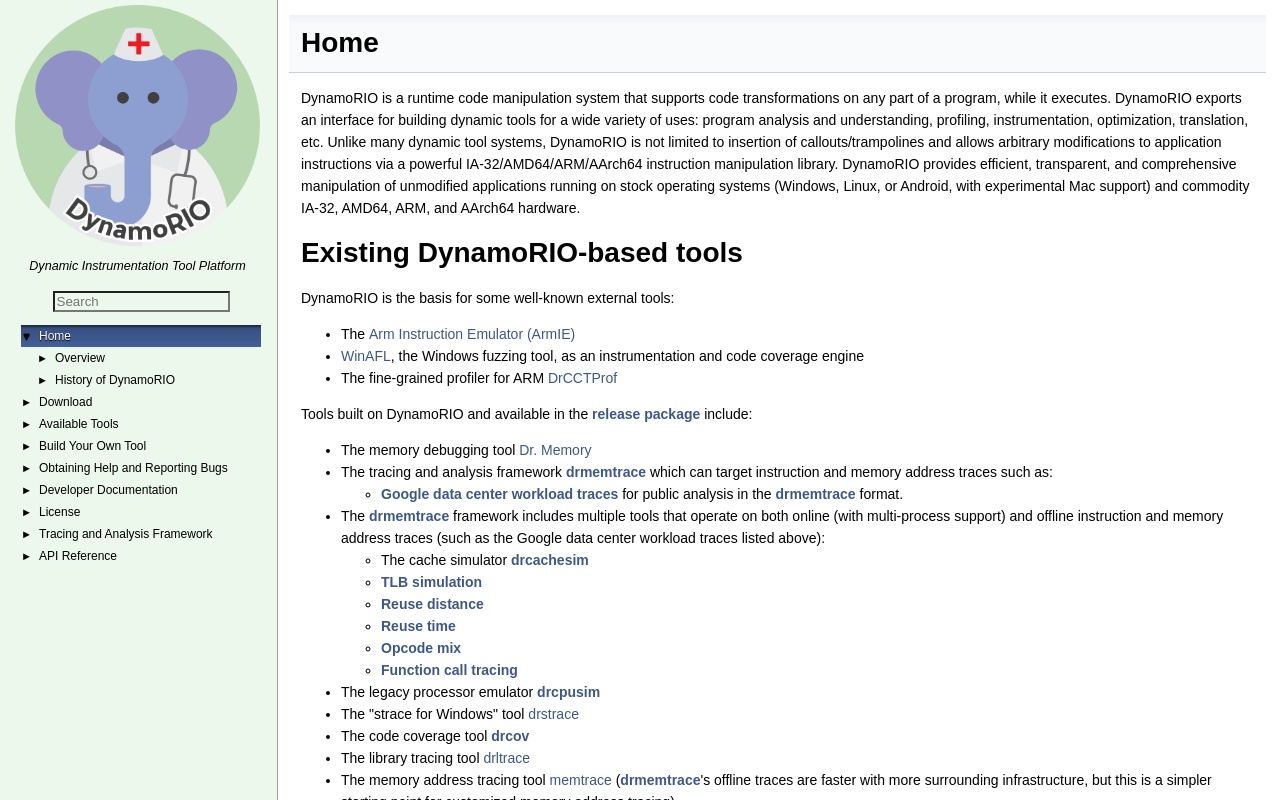 DynamoRIO
Dynamic Instrumentation Tool Platform
Search
▼ Home
► Overview
► History of DynamoRIO
► Download
► Available Tools
► Build Your Own Tool
► Obtaining Help and Reporting Bugs
► Developer Documentation
► License
► Tracing and Analysis Framework
► API Reference
Home
DynamoRIO is a runtime code manipulation system that supports code transformations on any part of a program, while it executes. DynamoRIO exports
an interface for building dynamic tools for a wide variety of uses: program analysis and understanding, profiling, instrumentation, optimization, translation,
etc. Unlike many dynamic tool systems, DynamoRIO is not limited to insertion of callouts/trampolines and allows arbitrary modifications to application
instructions via a powerful IA-32/AMD64/ARM/AArch64 instruction manipulation library. DynamoRIO provides efficient, transparent, and comprehensive
manipulation of unmodified applications running on stock operating systems (Windows, Linux, or Android, with experimental Mac support) and commodity
IA-32, AMD64, ARM, and AArch64 hardware.
Existing DynamoRIO-based tools
DynamoRIO is the basis for some well-known external tools:
• The Arm Instruction Emulator (ArmIE)
• WinAFL, the Windows fuzzing tool, as an instrumentation and code coverage engine
• The fine-grained profiler for ARM DrCCTProf
Tools built on DynamoRIO and available in the release package include:
• The memory debugging tool Dr. Memory
• The tracing and analysis framework drmemtrace which can target instruction and memory address traces such as:
◦ Google data center workload traces for public analysis in the drmemtrace format.
• The drmemtrace framework includes multiple tools that operate on both online (with multi-process support) and offline instruction and memory
address traces (such as the Google data center workload traces listed above):
◦ The cache simulator drcachesim
◦ TLB simulation
◦ Reuse distance
◦ Reuse time
◦ Opcode mix
◦ Function call tracing
• The legacy processor emulator drcpusim
• The "strace for Windows" tool drstrace
• The code coverage tool drcov
• The library tracing tool drltrace
• The memory address tracing tool memtrace (drmemtrace's offline traces are faster with more surrounding infrastructure, but this is a simpler
starting point for customized memory address tracing)